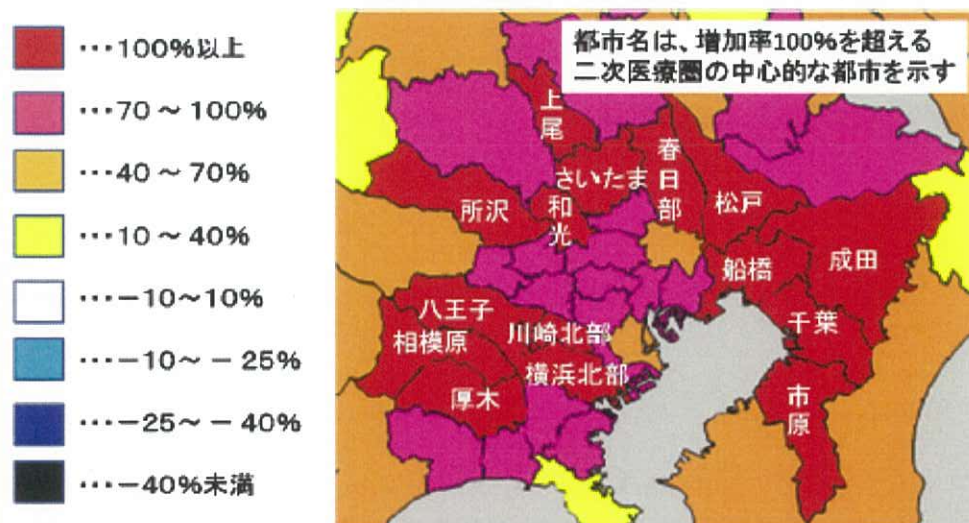 …100%以上
…70～100%
…40～70%
…10～40%
…－10～10%
…－10～－25%
…－25～－40%
…－40%未満
都市名は、増加率100%を超える
二次医療圏の中心的な都市を示す
上尾
春日部
さいたま
所沢
和光
松戸
船橋
成田
八王子
千葉
相模原
川崎北部
横浜北部
厚木
市原